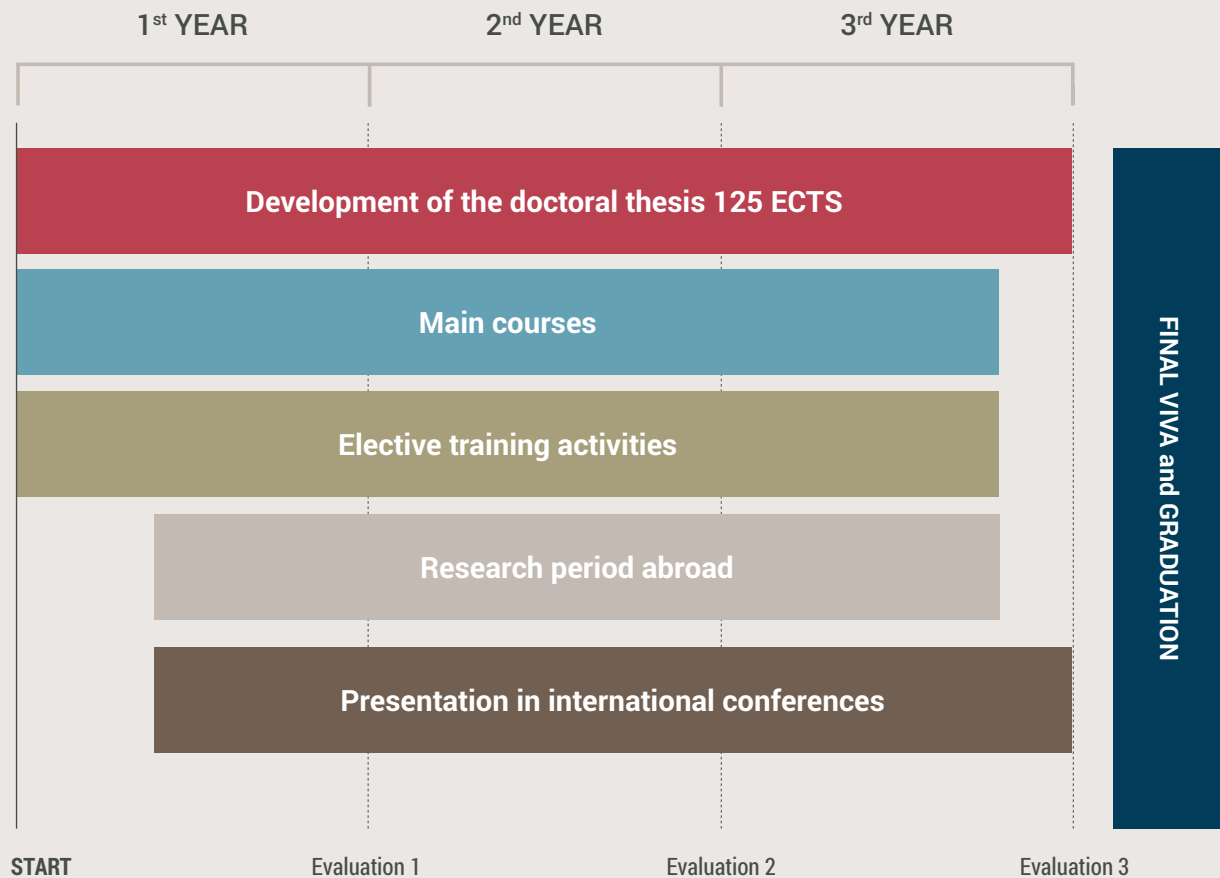 1st YEAR
2nd YEAR
3rd YEAR
Development of the doctoral thesis 125 ECTS
Main courses
Elective training activities
Research period abroad
Presentation in international conferences
FINAL VIVA and GRADUATION
START
Evaluation 1
Evaluation 2
Evaluation 3